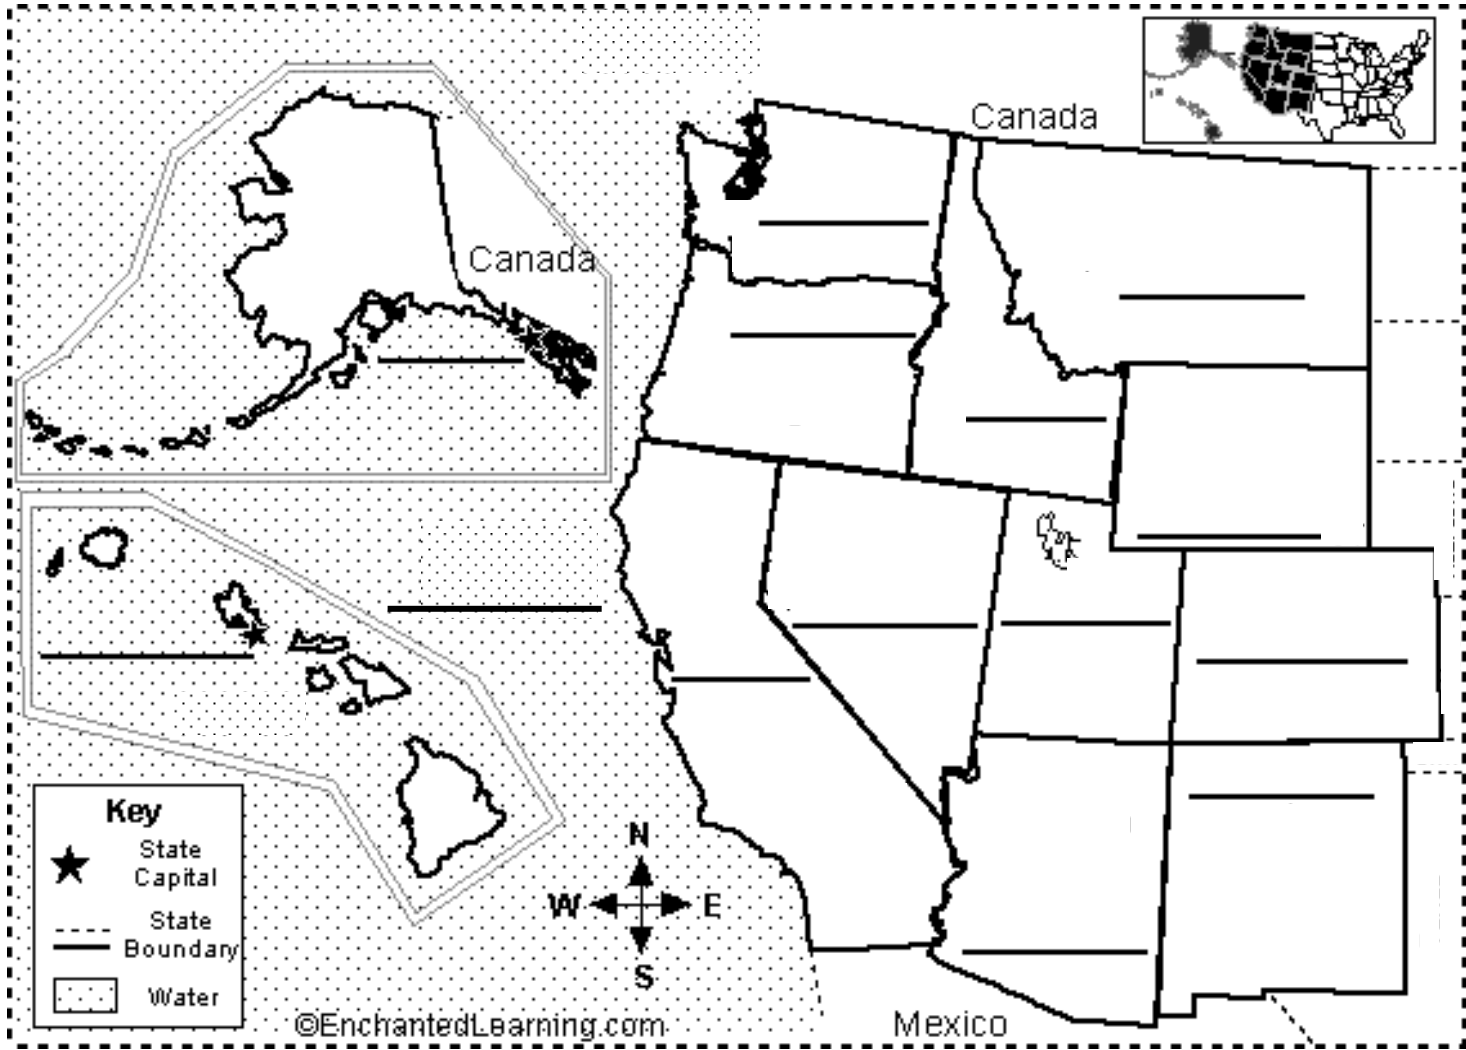 Canada
Canada
Key
State
Capital
State
Boundary
Water
N
W E
S
©EnchantedLearning.com
Mexico